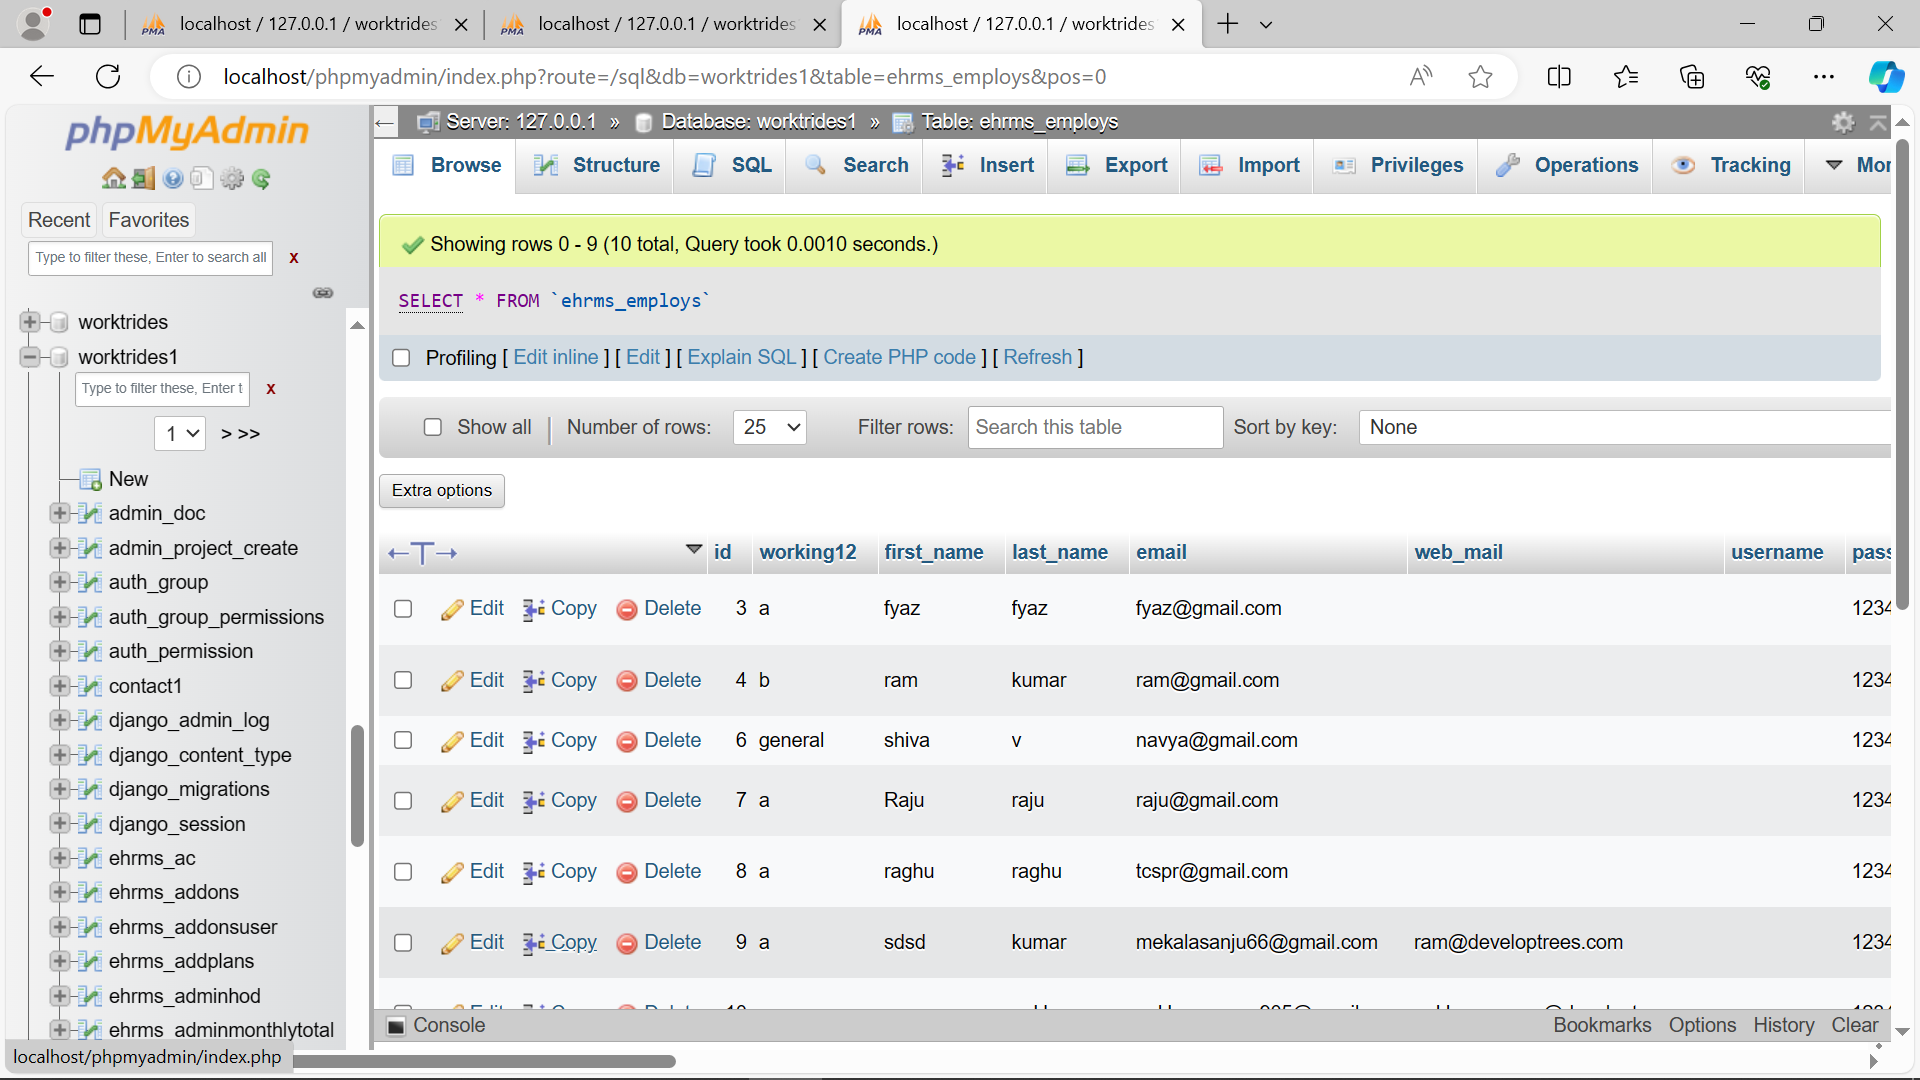 localhost / 127.0.0.1 / worktrides
localhost / 127.0.0.1 / worktrides
localhost / 127.0.0.1 / worktrides
localhost/phpmyadmin/index.php?route=/sql&db=worktrides1&table=ehrms_employs&pos=0
phpMyAdmin
Recent Favorites
Type to filter these, Enter to search all X
worktrides
worktrides1
Type to filter these, Enter t X
1 > >>
New
admin_doc
admin_project_create
auth_group
auth_group_permissions
auth_permission
contact1
django_admin_log
django_content_type
django_migrations
django_session
ehrms_ac
ehrms_addons
ehrms_addonsuser
ehrms_addplans
ehrms_adminhod
ehrms_adminmonthlytotal
localhost/phpmyadmin/index.php
Server: 127.0.0.1 » Database: worktrides1 » Table: ehrms_employs
Browse Structure SQL Search Insert Export Import Privileges Operations Tracking Mor
Showing rows 0 - 9 (10 total, Query took 0.0010 seconds.)
SELECT * FROM `ehrms_employs`
Profiling [ Edit inline ] [ Edit ] [ Explain SQL ] [ Create PHP code ] [ Refresh ]
Show all Number of rows: 25 Filter rows: Search this table Sort by key: None
Extra options
←T→ id working12 first_name last_name email web_mail username pass
Edit Copy Delete 3 a fyaz fyaz fyaz@gmail.com 1234
Edit Copy Delete 4 b ram kumar ram@gmail.com 1234
Edit Copy Delete 6 general shiva v navya@gmail.com 1234
Edit Copy Delete 7 a Raju raju raju@gmail.com 1234
Edit Copy Delete 8 a raghu raghu tcspr@gmail.com 1234
Edit Copy Delete 9 a sdsd kumar mekalasanju66@gmail.com ram@developtrees.com 1234
Console Bookmarks Options History Clear